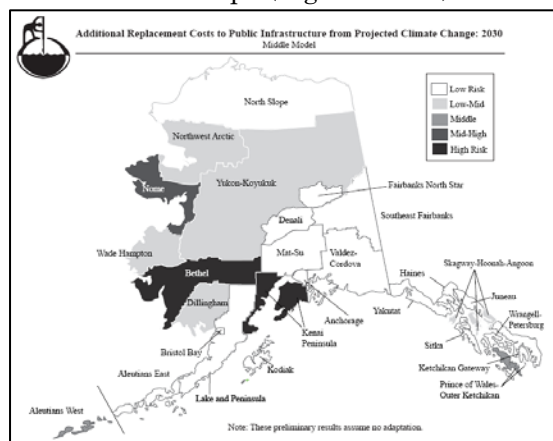 Additional Replacement Costs to Public Infrastructure from Projected Climate Change: 2030
Middle Model
Low Risk
Low-Mid
Middle
Mid-High
High Risk
North Slope
Northwest Arctic
Nome
Yukon-Koyukuk
Fairbanks North Star
Denali
Southeast Fairbanks
Wade Hampton
Mat-Su
Valdez-
Cordova
Bethel
Skagway-Hoonah-Angoon
Haines
Juneau
Dillingham
Anchorage
Yakutat
Wrangell-
Petersburg
Kenai
Peninsula
Sitka
Bristol Bay
Kodiak
Ketchikan Gateway
Aleutians East
Lake and Peninsula
Prince of Wales-
Outer Ketchikan
Aleutians West
Note: These preliminary results assume no adaptation.